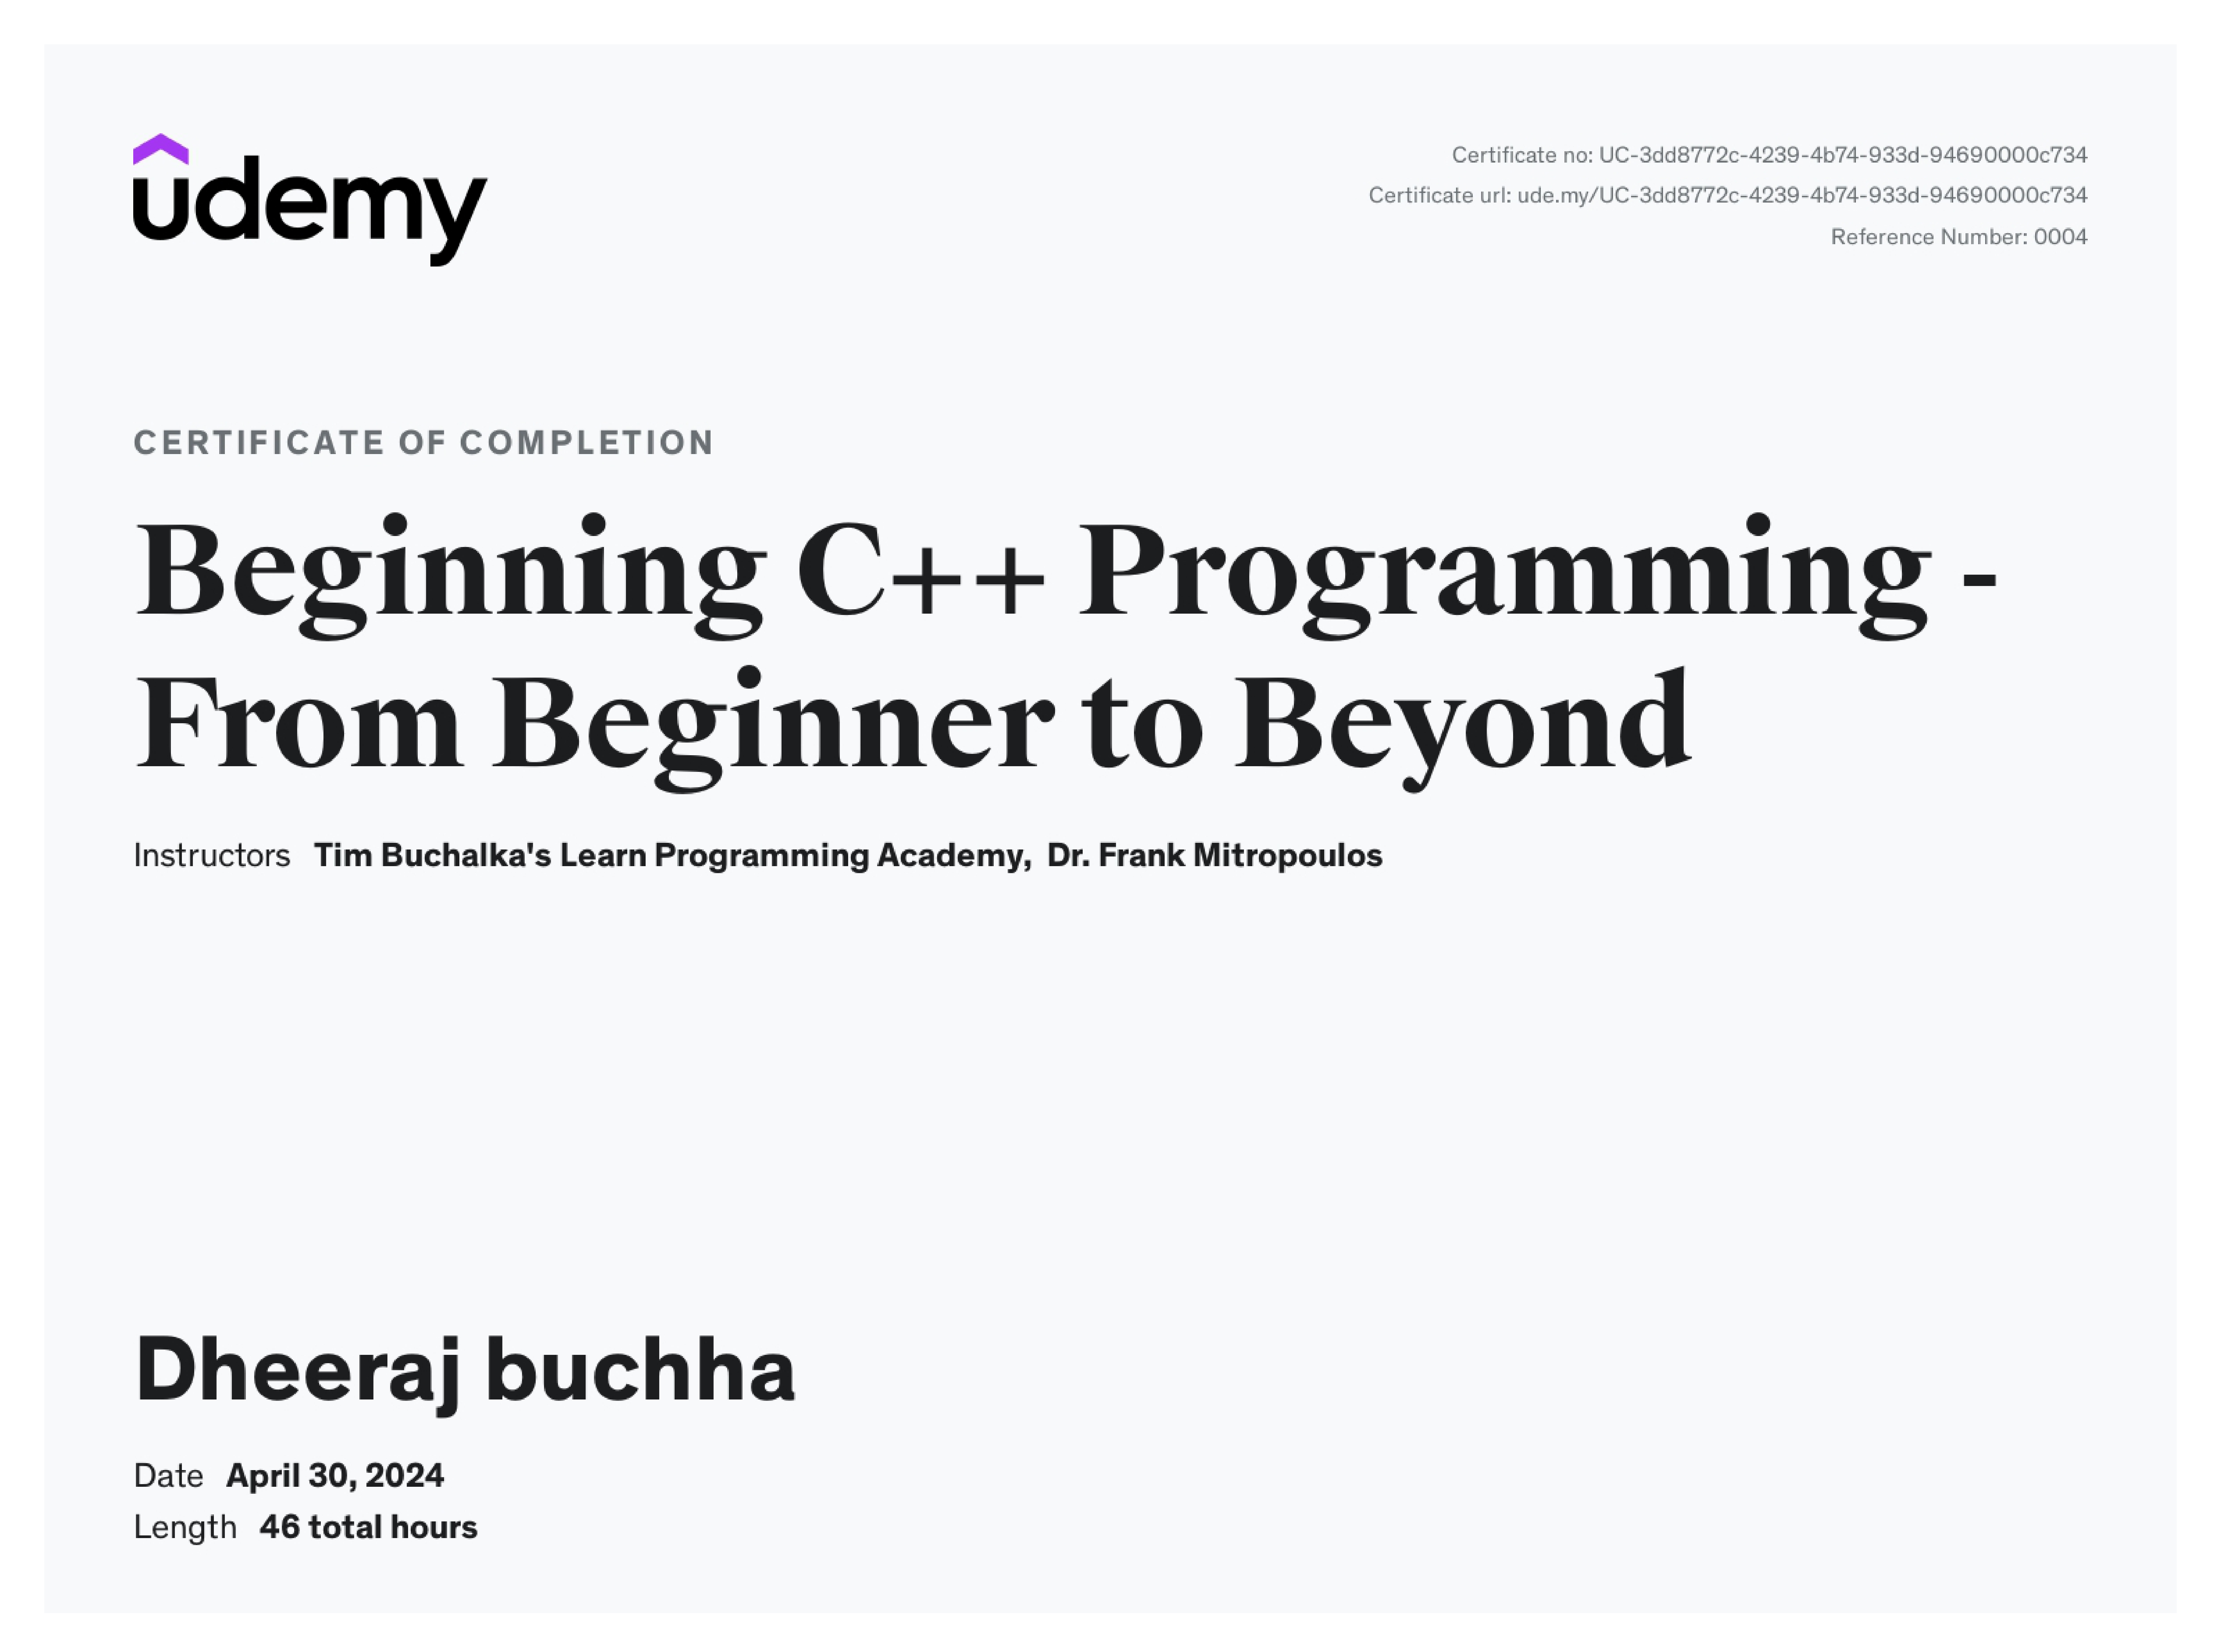 udemy
Certificate no: UC-3dd8772c-4239-4b74-933d-94690000c734
Certificate url: ude.my/UC-3dd8772c-4239-4b74-933d-94690000c734
Reference Number: 0004
CERTIFICATE OF COMPLETION
Beginning C++ Programming -
From Beginner to Beyond
Instructors Tim Buchalka's Learn Programming Academy, Dr. Frank Mitropoulos
Dheeraj buchha
Date April 30, 2024
Length 46 total hours